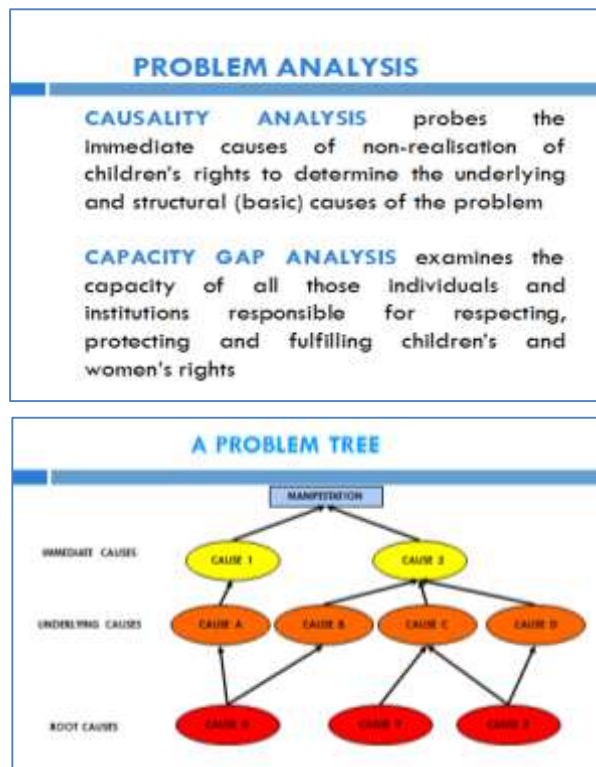 PROBLEM ANALYSIS
CAUSALITY ANALYSIS probes the
immediate causes of non-realisation of
children's rights to determine the underlying
and structural (basic) causes of the problem
CAPACITY GAP ANALYSIS examines the
capacity of all those individuals and
institutions responsible for respecting,
protecting and fulfilling children's and
women's rights
A PROBLEM TREE
MANIFESTATION
IMMEDIATE CAUSES
CAUSE 1
CAUSE 2
UNDERLYING CAUSES
CAUSE A
CAUSE B
CAUSE C
CAUSE D
ROOT CAUSES
CAUSE
CAUSE
CAUSE